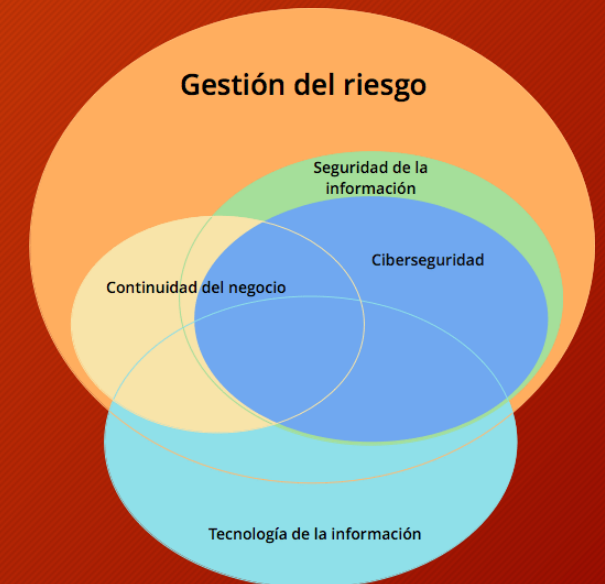 Gestión del riesgo
Seguridad de la
información
Ciberseguridad
Continuidad del negocio
Tecnología de la información